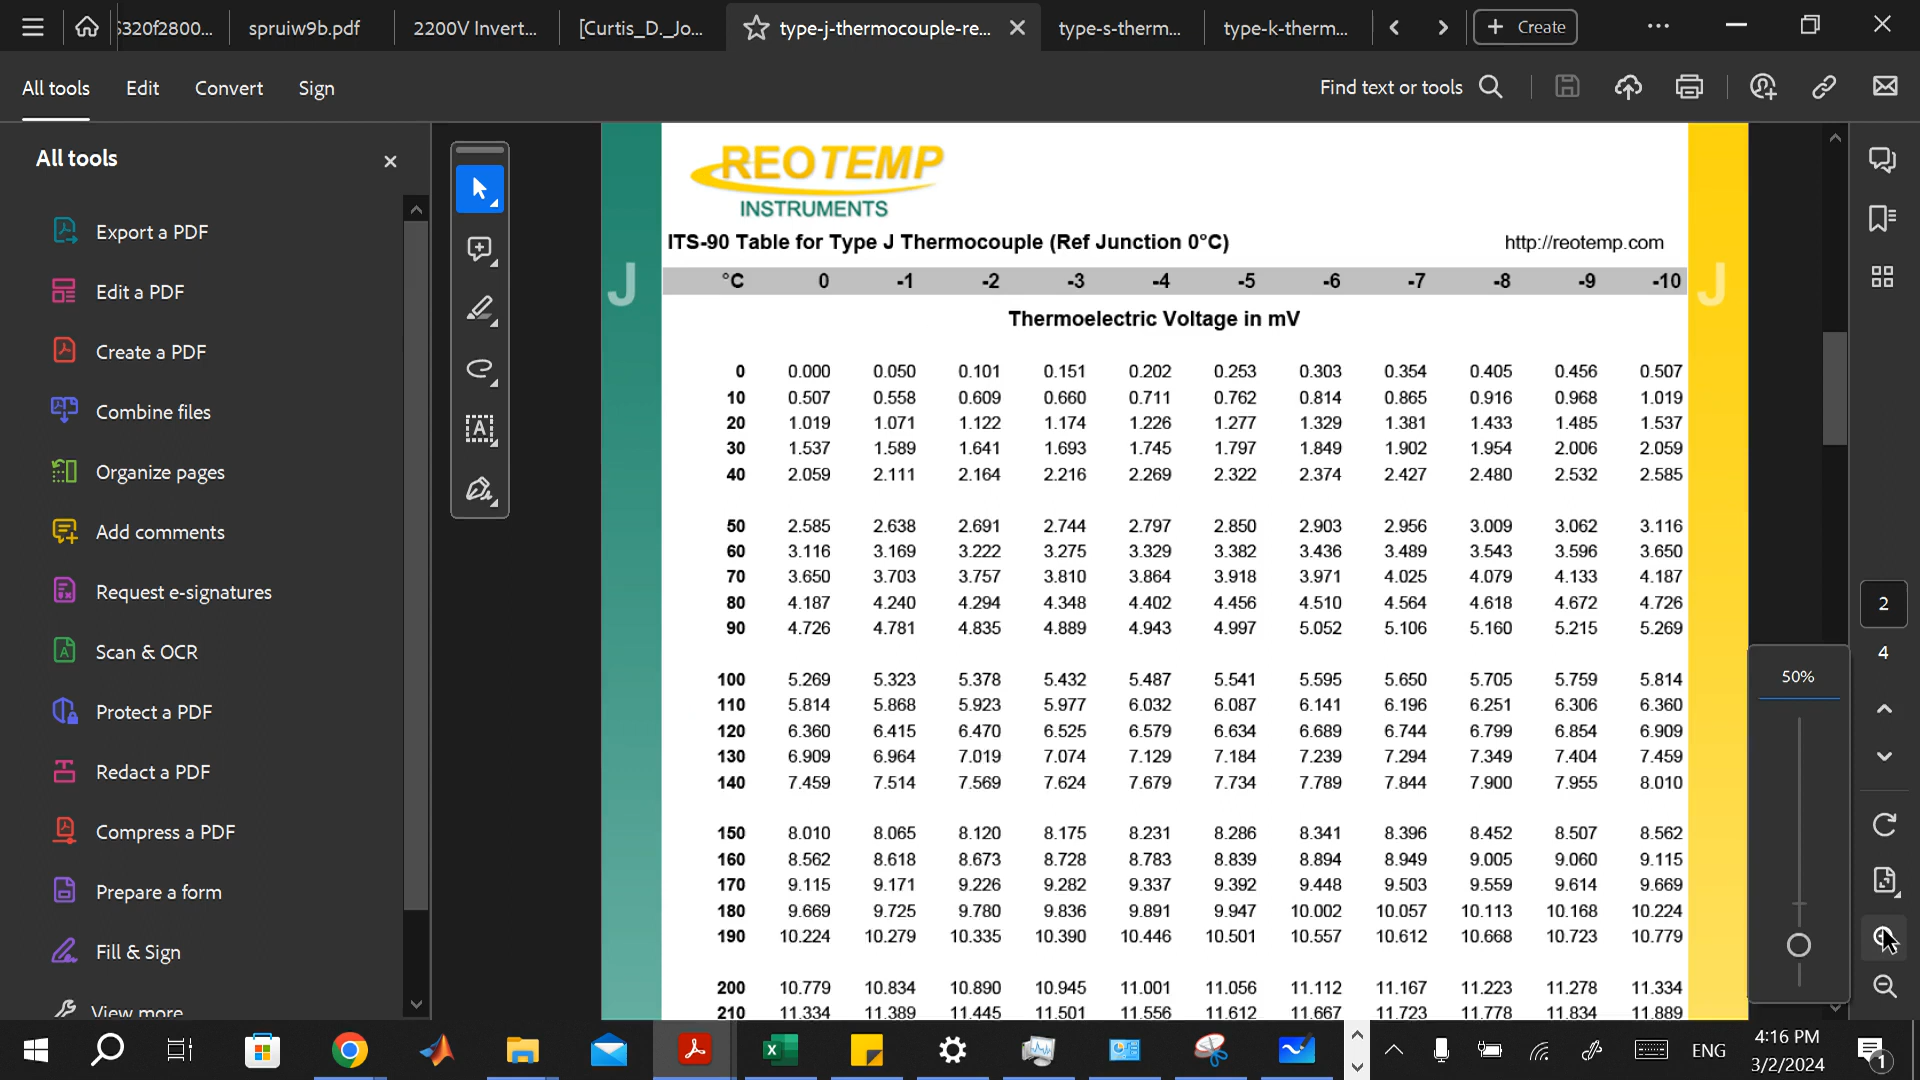 S320f2800... spruiw9b.pdf 2200V Invert... [Curtis_D._Jo... type-j-thermocouple-re... type-s-therm... type-k-therm... Create
All tools Edit Convert Sign Find text or tools
All tools
Export a PDF
Edit a PDF
Create a PDF
Combine files
Organize pages
Add comments
Request e-signatures
Scan & OCR
Protect a PDF
Redact a PDF
Compress a PDF
Prepare a form
Fill & Sign
View more
REOTEMP
INSTRUMENTS
ITS-90 Table for Type J Thermocouple (Ref Junction 0°C) http://reotemp.com
J J
°C 0 -1 -2 -3 -4 -5 -6 -7 -8 -9 -10
Thermoelectric Voltage in mV
0 0.000 0.050 0.101 0.151 0.202 0.253 0.303 0.354 0.405 0.456 0.507
10 0.507 0.558 0.609 0.660 0.711 0.762 0.814 0.865 0.916 0.968 1.019
20 1.019 1.071 1.122 1.174 1.226 1.277 1.329 1.381 1.433 1.485 1.537
30 1.537 1.589 1.641 1.693 1.745 1.797 1.849 1.902 1.954 2.006 2.059
40 2.059 2.111 2.164 2.216 2.269 2.322 2.374 2.427 2.480 2.532 2.585
50 2.585 2.638 2.691 2.744 2.797 2.850 2.903 2.956 3.009 3.062 3.116
60 3.116 3.169 3.222 3.275 3.329 3.382 3.436 3.489 3.543 3.596 3.650
70 3.650 3.703 3.757 3.810 3.864 3.918 3.971 4.025 4.079 4.133 4.187
80 4.187 4.240 4.294 4.348 4.402 4.456 4.510 4.564 4.618 4.672 4.726
90 4.726 4.781 4.835 4.889 4.943 4.997 5.052 5.106 5.160 5.215 5.269
100 5.269 5.323 5.378 5.432 5.487 5.541 5.595 5.650 5.705 5.759 5.814
110 5.814 5.868 5.923 5.977 6.032 6.087 6.141 6.196 6.251 6.306 6.360
120 6.360 6.415 6.470 6.525 6.579 6.634 6.689 6.744 6.799 6.854 6.909
130 6.909 6.964 7.019 7.074 7.129 7.184 7.239 7.294 7.349 7.404 7.459
140 7.459 7.514 7.569 7.624 7.679 7.734 7.789 7.844 7.900 7.955 8.010
150 8.010 8.065 8.120 8.175 8.231 8.286 8.341 8.396 8.452 8.507 8.562
160 8.562 8.618 8.673 8.728 8.783 8.839 8.894 8.949 9.005 9.060 9.115
170 9.115 9.171 9.226 9.282 9.337 9.392 9.448 9.503 9.559 9.614 9.669
180 9.669 9.725 9.780 9.836 9.891 9.947 10.002 10.057 10.113 10.168 10.224
190 10.224 10.279 10.335 10.390 10.446 10.501 10.557 10.612 10.668 10.723 10.779
200 10.779 10.834 10.890 10.945 11.001 11.056 11.112 11.167 11.223 11.278 11.334
210 11.334 11.389 11.445 11.501 11.556 11.612 11.667 11.723 11.778 11.834 11.889
2
4
50%
ENG
4:16 PM
3/2/2024
1